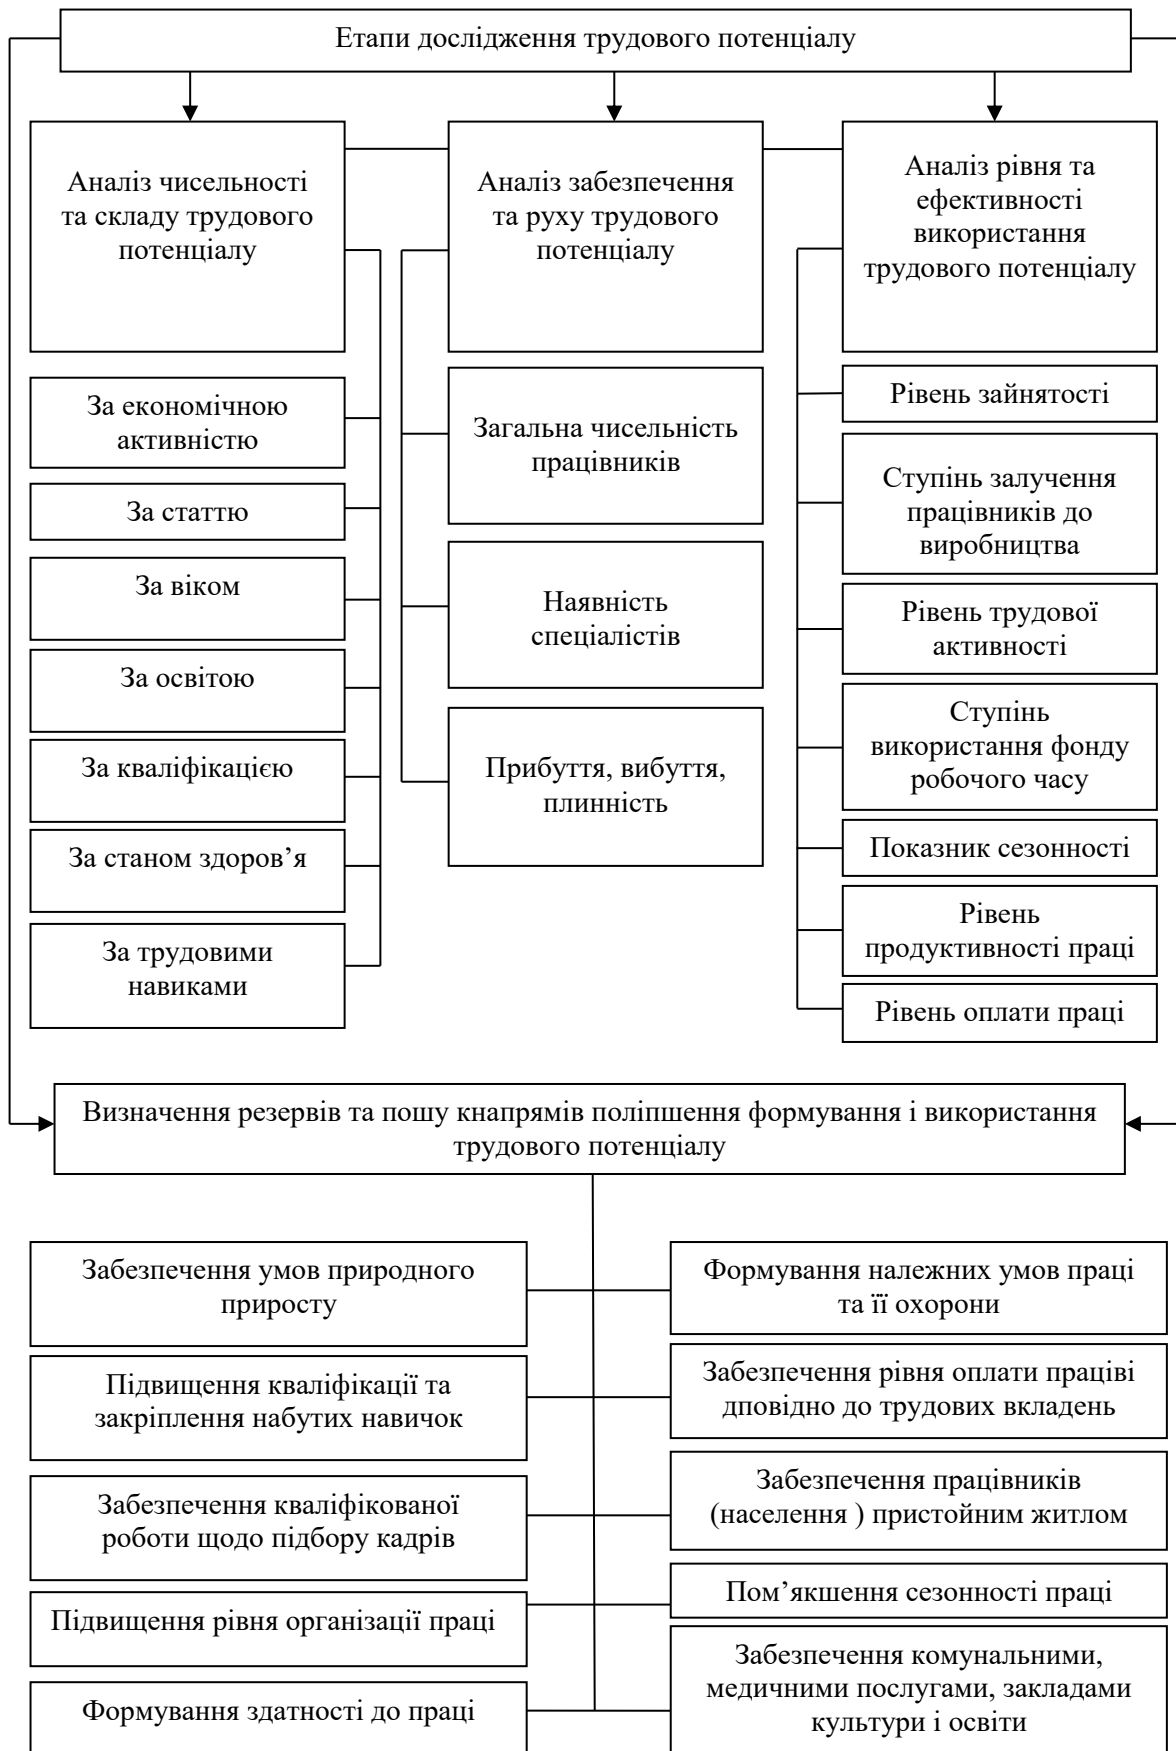 Етапи дослідження трудового потенціалу
Аналіз чисельності
та складу трудового
потенціалу
Аналіз забезпечення
та руху трудового
потенціалу
Аналіз рівня та
ефективності
використання
трудового потенціалу
За економічною
активністю
За статтю
За віком
За освітою
За кваліфікацією
За станом здоров’я
За трудовими
навиками
Загальна чисельність
працівників
Наявність
спеціалістів
Прибуття, вибуття,
плинність
Рівень зайнятості
Ступінь залучення
працівників до
виробництва
Рівень трудової
активності
Ступінь
використання фонду
робочого часу
Показник сезонності
Рівень
продуктивності праці
Рівень оплати праці
Визначення резервів та пошу кнапрямів поліпшення формування і використання
трудового потенціалу
Забезпечення умов природного
приросту
Підвищення кваліфікації та
закріплення набутих навичок
Забезпечення кваліфікованої
роботи щодо підбору кадрів
Підвищення рівня організації праці
Формування здатності до праці
Формування належних умов праці
та її охорони
Забезпечення рівня оплати праціві
дповідно до трудових вкладень
Забезпечення працівників
(населення ) пристойним житлом
Пом’якшення сезонності праці
Забезпечення комунальними,
медичними послугами, закладами
культури і освіти